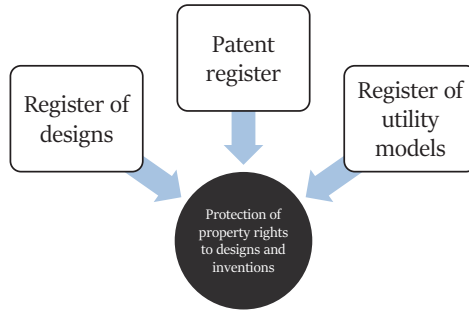 Patent
register
Register of
designs
Register of
utility
models
Protection of
property rights
to designs and
inventions